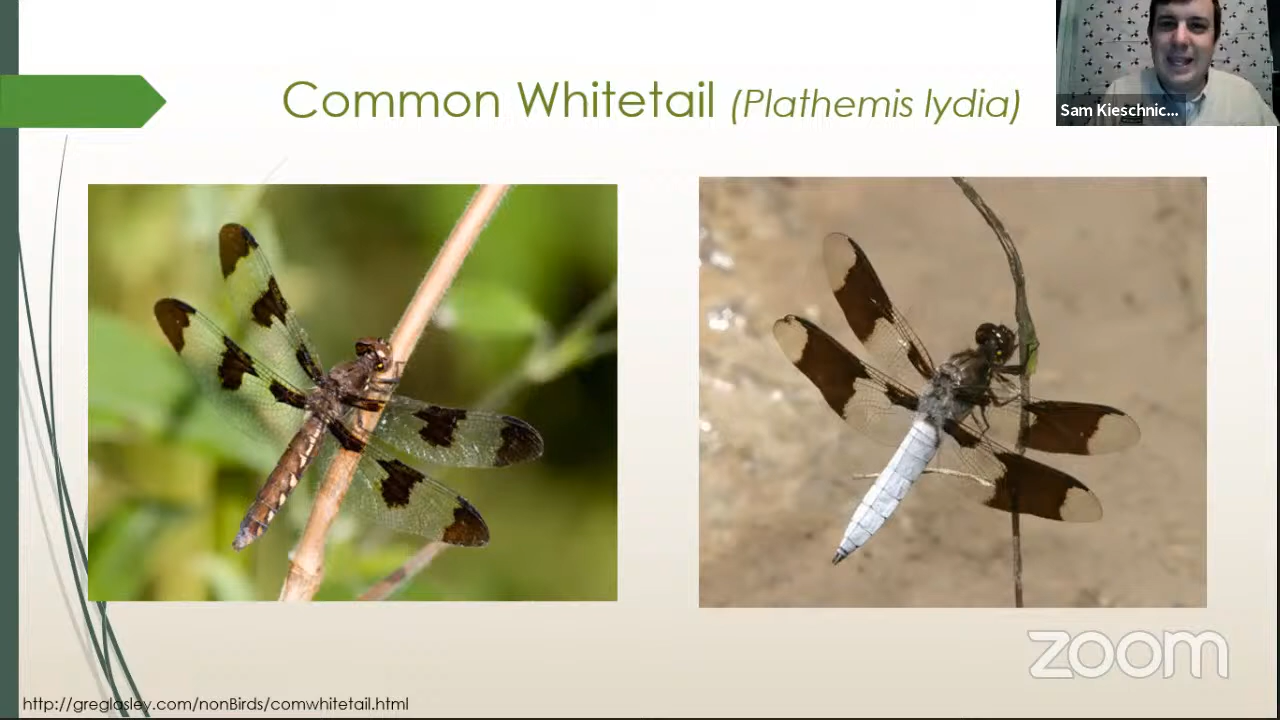 Common Whitetail (Plathemis lydia)
Sam Kieschnic...
zoom
http://greglasley.com/nonBirds/comwhitetail.html